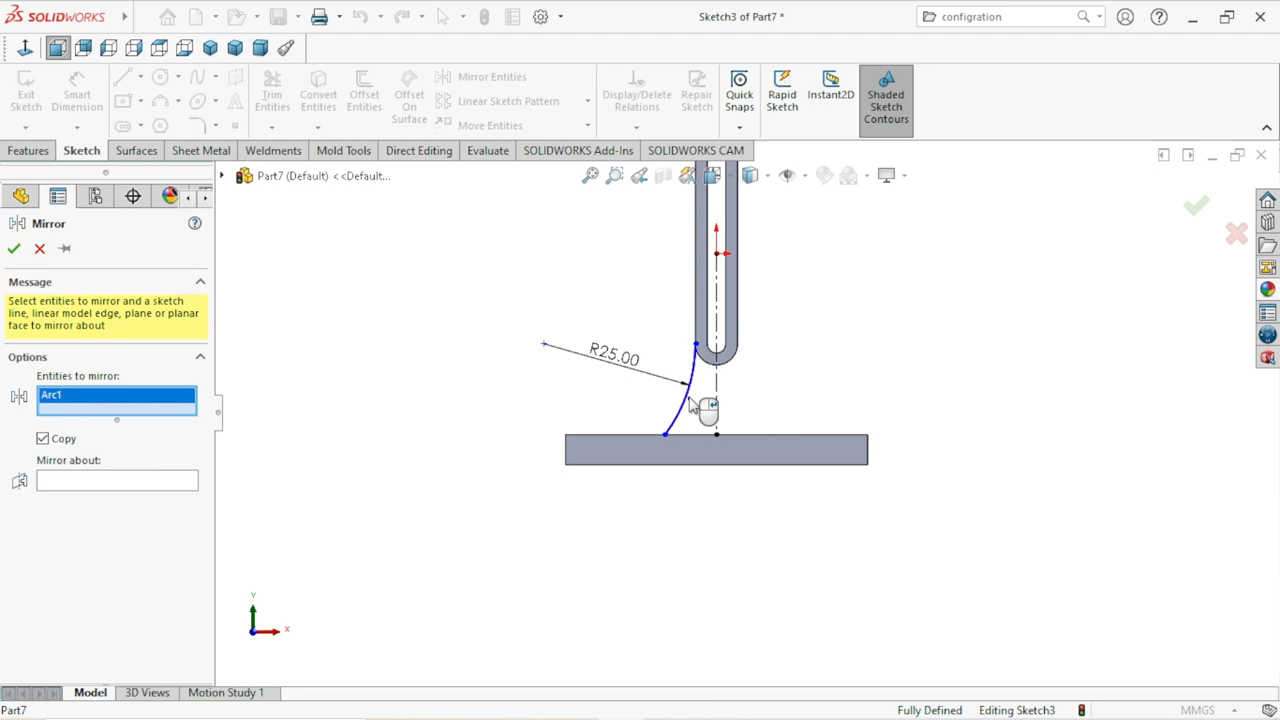 SOLIDWORKS
Sketch3 of Part7 *
configration
Exit Sketch
Smart Dimension
Trim Entities
Convert Entities
Offset Entities
Offset On Surface
Mirror Entities
Linear Sketch Pattern
Move Entities
Display/Delete Relations
Repair Sketch
Quick Snaps
Rapid Sketch
Instant2D
Shaded Sketch Contours
Features
Sketch
Surfaces
Sheet Metal
Weldments
Mold Tools
Direct Editing
Evaluate
SOLIDWORKS Add-Ins
SOLIDWORKS CAM
Part7 (Default) <<Default...
Mirror
Message
Select entities to mirror and a sketch
line, linear model edge, plane or planar
face to mirror about
Options
Entities to mirror:
Arc1
Copy
Mirror about:
R25.00
Y
X
Model
3D Views
Motion Study 1
Part7
Fully Defined
Editing Sketch3
MMGS